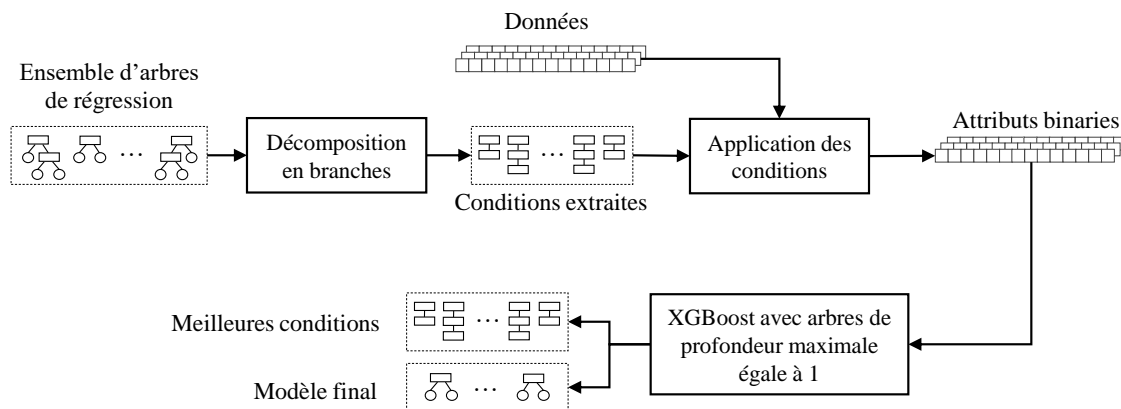 Données
Ensemble d'arbres
de régression
Décomposition
en branches
Conditions extraites
Application des
conditions
Attributs binaries
Meilleures conditions
Modèle final
XGBoost avec arbres de
profondeur maximale
égale à 1